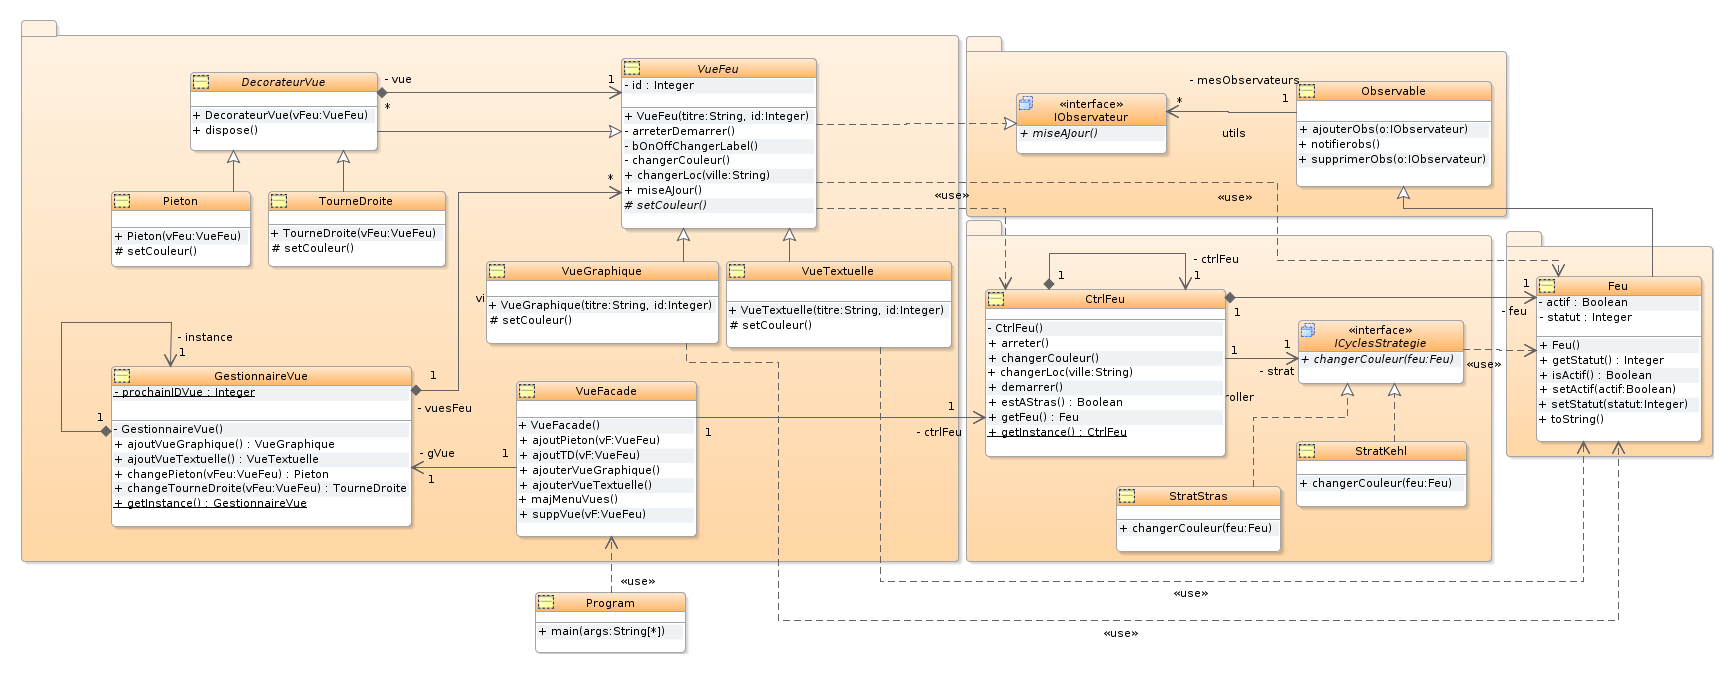 DecorateurVue
+ DecorateurVue(vFeu:VueFeu)
+ dispose()
- vue
1
*
VueFeu
- id : Integer
+ VueFeu(titre:String, id:Integer)
- arreterDemarrer()
- bOnOffChangerLabel()
- changerCouleur()
+ changerLoc(ville:String)
+ miseAJour()
# setCouleur()
*
Pieton
+ Pieton(vFeu:VueFeu)
# setCouleur()
TourneDroite
+ TourneDroite(vFeu:VueFeu)
# setCouleur()
VueGraphique
+ VueGraphique(titre:String, id:Integer)
# setCouleur()
vi
VueTextuelle
+ VueTextuelle(titre:String, id:Integer)
# setCouleur()
- instance
1
1
GestionnaireVue
- prochainIDVue : Integer
- GestionnaireVue()
+ ajoutVueGraphique() : VueGraphique
+ ajoutVueTextuelle() : VueTextuelle
+ changePieton(vFeu:VueFeu) : Pieton
+ changeTourneDroite(vFeu:VueFeu) : TourneDroite
+ getInstance() : GestionnaireVue
1
- vuesFeu
- gVue
1
1
VueFacade
+ VueFacade()
+ ajoutPieton(vF:VueFeu)
+ ajoutTD(vF:VueFeu)
+ ajouterVueGraphique()
+ ajouterVueTextuelle()
+ majMenuVues()
+ suppVue(vF:VueFeu)
1
1
- ctrlFeu
«use»
Program
+ main(args:String[*])
«interface»
IObservateur
+ miseAJour()
- mesObservateurs
*
1
utils
Observable
+ ajouterObs(o:IObservateur)
+ notifierobs()
+ supprimerObs(o:IObservateur)
«use»
«use»
- ctrlFeu
1
1
CtrlFeu
- CtrlFeu()
+ arreter()
+ changerCouleur()
+ changerLoc(ville:String)
+ demarrer()
+ estAStras() : Boolean
+ getFeu() : Feu
+ getInstance() : CtrlFeu
1
1
- feu
1
1
- strat
roller
«interface»
ICyclesStrategie
+ changerCouleur(feu:Feu)
«use»
StratKehl
+ changerCouleur(feu:Feu)
StratStras
+ changerCouleur(feu:Feu)
Feu
- actif : Boolean
- statut : Integer
+ Feu()
+ getStatut() : Integer
+ isActif() : Boolean
+ setActif(actif:Boolean)
+ setStatut(statut:Integer)
+ toString()
«use»
«use»